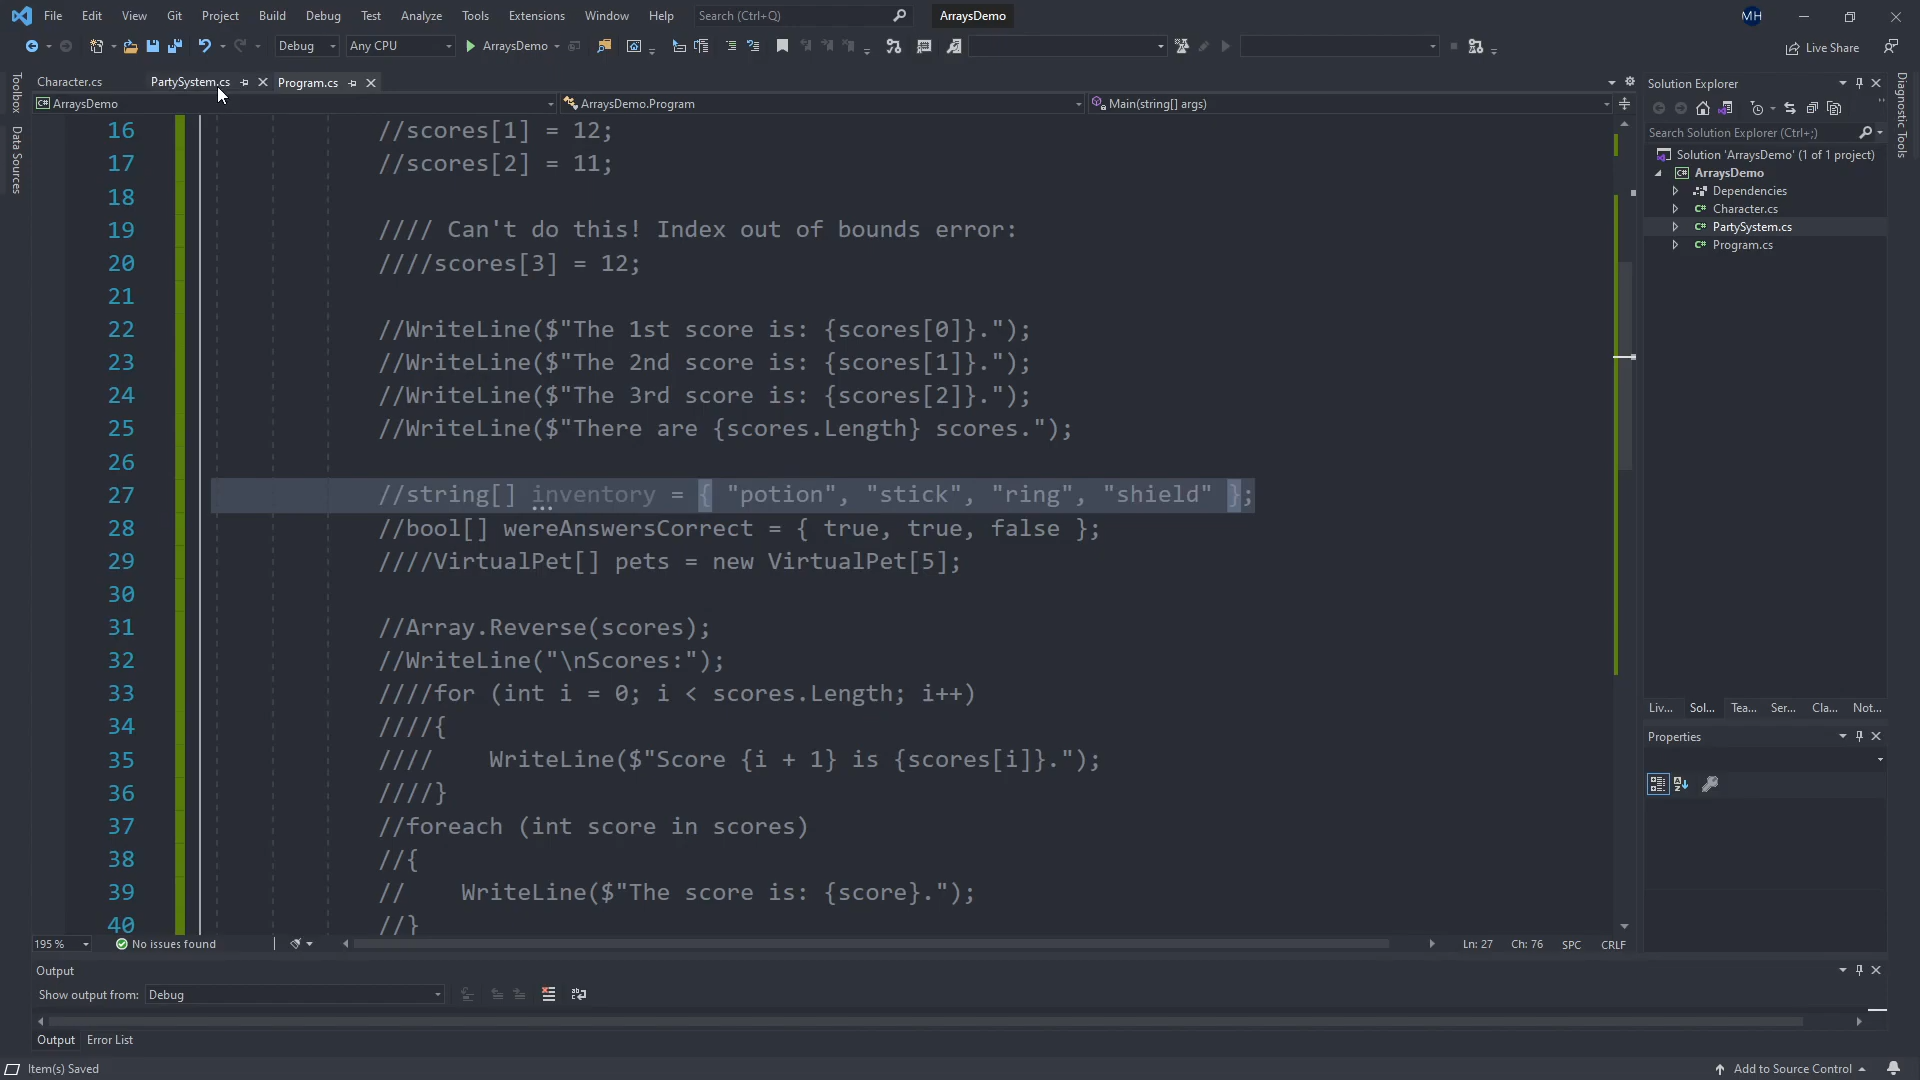 File Edit View Git Project Build Debug Test Analyze Tools Extensions Window Help Search (Ctrl+Q) ArraysDemo MH
Debug Any CPU ArraysDemo Live Share
Character.cs PartySystem.cs Program.cs
ArraysDemo ArraysDemo.Program Main(string[] args)
16 //scores[1] = 12;
17 //scores[2] = 11;
18
19 //// Can't do this! Index out of bounds error:
20 ////scores[3] = 12;
21
22 //WriteLine($"The 1st score is: {scores[0]}.");
23 //WriteLine($"The 2nd score is: {scores[1]}.");
24 //WriteLine($"The 3rd score is: {scores[2]}.");
25 //WriteLine($"There are {scores.Length} scores.");
26
27 //string[] inventory = { "potion", "stick", "ring", "shield" };
28 //bool[] wereAnswersCorrect = { true, true, false };
29 ////VirtualPet[] pets = new VirtualPet[5];
30
31 //Array.Reverse(scores);
32 //WriteLine("\nScores:");
33 ////for (int i = 0; i < scores.Length; i++)
34 ////{
35 ////    WriteLine($"Score {i + 1} is {scores[i]}.");
36 ////}
37 //foreach (int score in scores)
38 //{
39 //    WriteLine($"The score is: {score}.");
40 //}
195 % No issues found Ln: 27 Ch: 76 SPC CRLF
Toolbox
Data Sources
Solution Explorer
Search Solution Explorer (Ctrl+;)
Solution 'ArraysDemo' (1 of 1 project)
ArraysDemo
Dependencies
Character.cs
PartySystem.cs
Program.cs
Liv... Sol... Tea... Ser... Cla... Not...
Properties
Diagnostic Tools
Output
Show output from: Debug
Output Error List
Item(s) Saved Add to Source Control